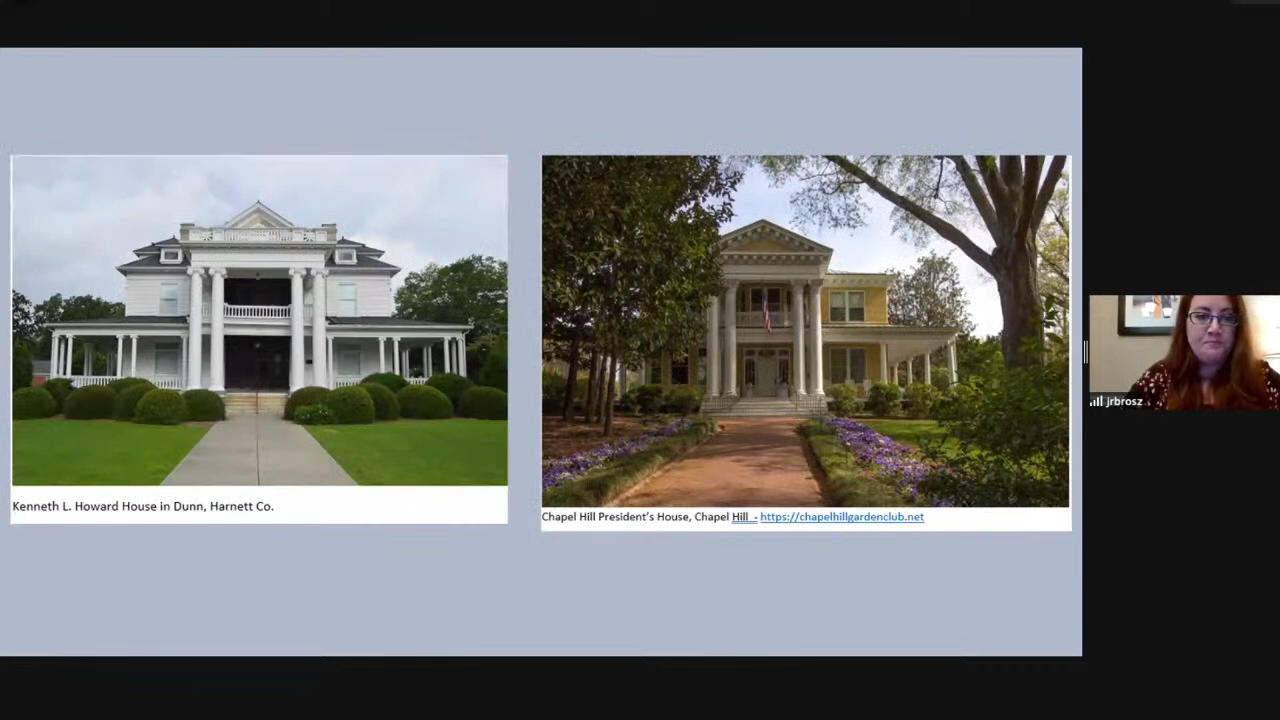 Kenneth L. Howard House in Dunn, Harnett Co.
Chapel Hill President's House, Chapel Hill - https://chapelhillgardenclub.net
jrbrosz